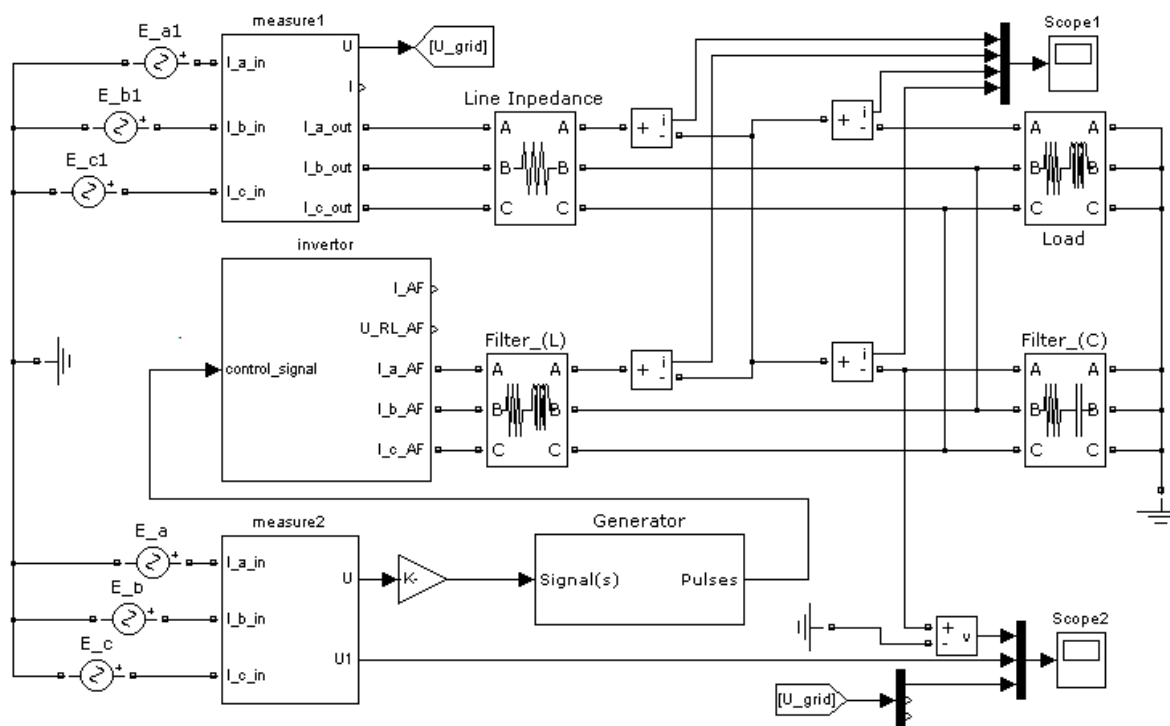 measure1
Scope1
E_a1
U
[U_grid]
I_a_in
I
E_b1
Line Inpedance
i
+
-
i
+
-
I_b_in
I_a_out
A A
A A
E_c1
I_b_out
B B
B B
I_c_in
I_c_out
C C
C C
Load
invertor
I_AF
U_RL_AF
Filter_(L)
Filter_(C)
control_signal
I_a_AF
A A
i
+
-
i
+
-
A A
I_b_AF
B B
B B
I_c_AF
C C
C C
E_a
measure2
Generator
I_a_in
U
K-
Signal(s)
Pulses
E_b
I_b_in
Scope2
+
-
v
E_c
U1
I_c_in
[U_grid]